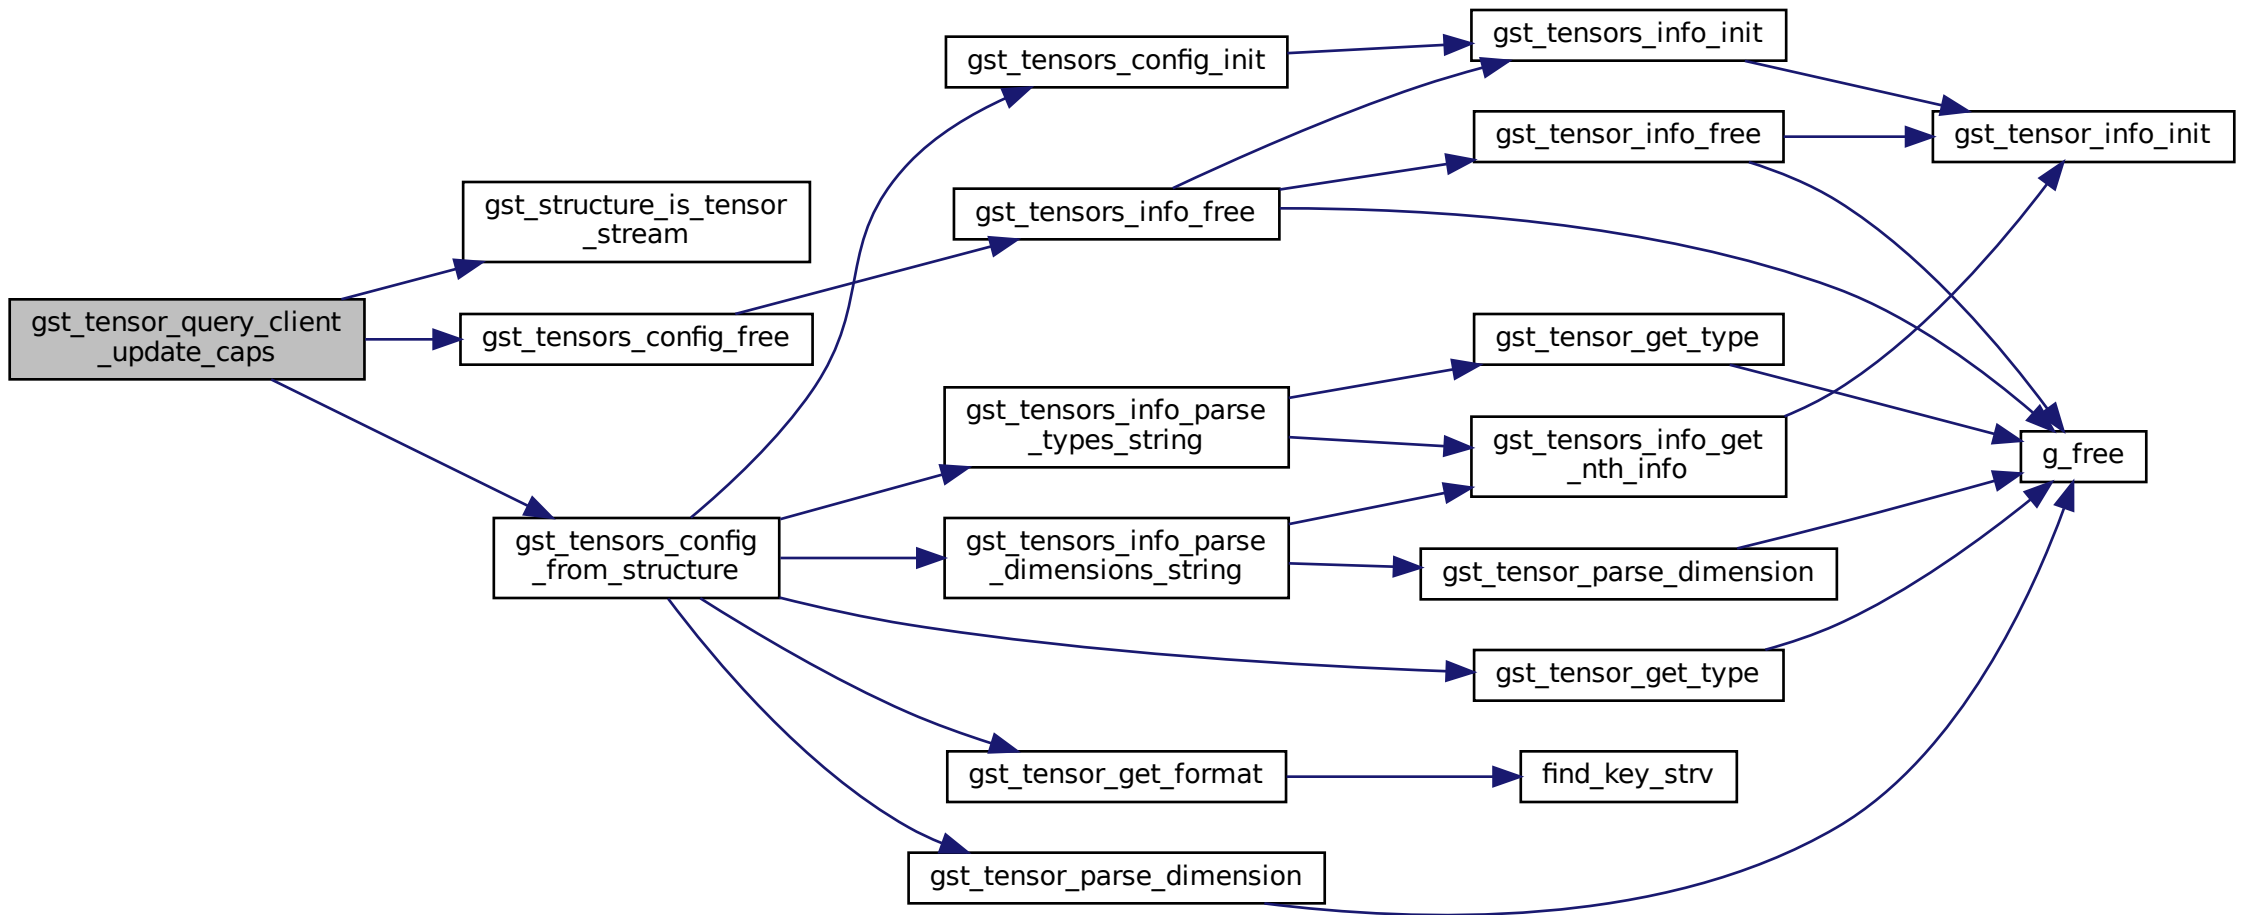 gst_tensor_query_client
_update_caps
gst_structure_is_tensor
_stream
gst_tensors_config_free
gst_tensors_config
_from_structure
gst_tensors_config_init
gst_tensors_info_free
gst_tensors_info_parse
_types_string
gst_tensors_info_parse
_dimensions_string
gst_tensor_get_format
gst_tensor_parse_dimension
gst_tensors_info_init
gst_tensor_info_free
gst_tensor_get_type
gst_tensors_info_get
_nth_info
gst_tensor_parse_dimension
gst_tensor_get_type
find_key_strv
gst_tensor_info_init
g_free